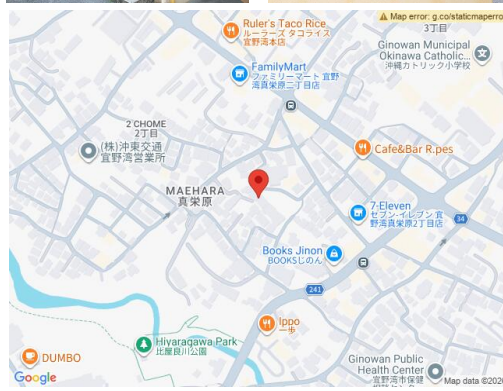 Map error: g.co/staticmaperro
Ruler's Taco Rice
ルーラーズ タコライス
宜野湾本店
3丁目
Ginowan Municipal
Okinawa Catholic...
沖縄カトリック小学校
FamilyMart
ファミリーマート 宜野
湾真栄原二丁目店
2 CHOME
2丁目
(株)沖東交通
宜野湾営業所
Cafe&Bar R.pes
MAEHARA
真栄原
7-Eleven
セブン-イレブン 宜
野湾真栄原2丁目店
34
Books Jinon
BOOKSじのん
241
Ippo
一歩
Hiyaragawa Park
比屋良川公園
DUMBO
Ginowan Public
Health Center
宜野湾市保健
Google
Map data ©202